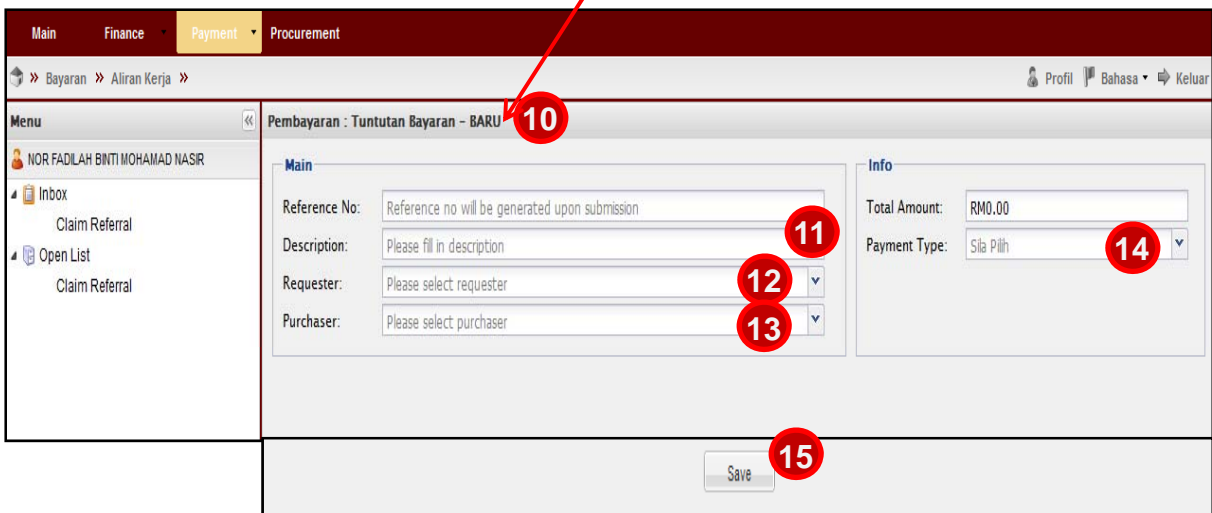 Main Finance Payment Procurement
» Bayaran » Aliran Kerja » Profil Bahasa Keluar
Menu
NOR FADILAH BINTI MOHAMAD NASIR
Inbox
Claim Referral
Open List
Claim Referral
Pembayaran : Tuntutan Bayaran - BARU 10
Main
Reference No: Reference no will be generated upon submission
Description: Please fill in description 11
Requester: Please select requester 12
Purchaser: Please select purchaser 13
Info
Total Amount: RM0.00
Payment Type: Sila Pilih 14
Save 15